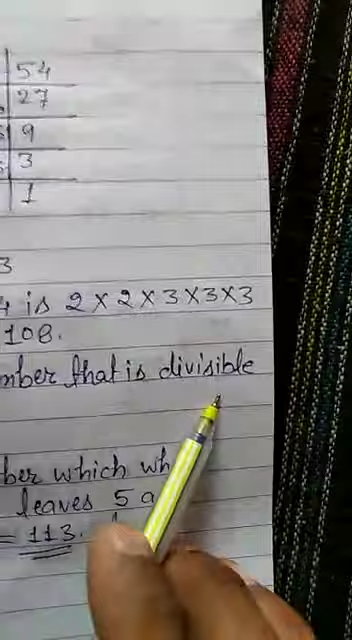 54
27
9
3
1
3
is 2 × 2 × 3 × 3 × 3
108.
mber that is divisible
ber which wh
leaves 5 a
= 113.